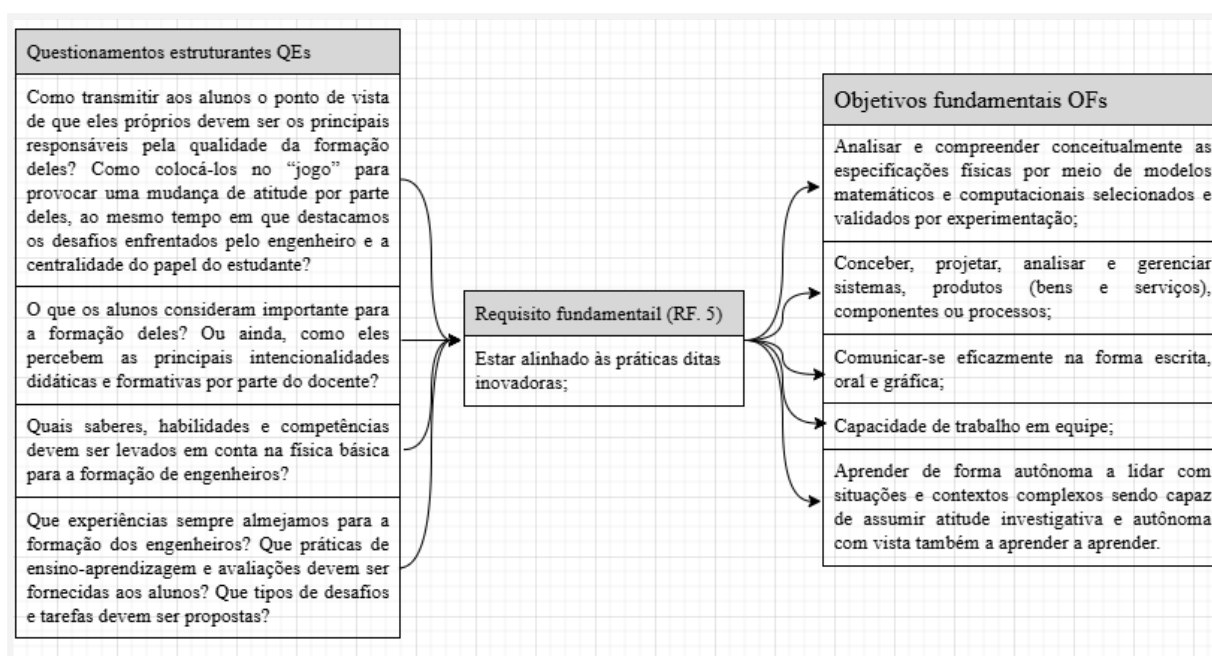 Questionamentos estruturantes QEs
Como transmitir aos alunos o ponto de vista
de que eles próprios devem ser os principais
responsáveis pela qualidade da formação
deles? Como colocá-los no “jogo” para
provocar uma mudança de atitude por parte
deles, ao mesmo tempo em que destacamos
os desafios enfrentados pelo engenheiro e a
centralidade do papel do estudante?
O que os alunos consideram importante para
a formação deles? Ou ainda, como eles
percebem as principais intencionalidades
didáticas e formativas por parte do docente?
Quais saberes, habilidades e competências
devem ser levados em conta na física básica
para a formação de engenheiros?
Que experiências sempre almejamos para a
formação dos engenheiros? Que práticas de
ensino-aprendizagem e avaliações devem ser
fornecidas aos alunos? Que tipos de desafios
e tarefas devem ser propostas?
Requisito fundamentail (RF. 5)
Estar alinhado às práticas ditas
inovadoras;
Objetivos fundamentais OFs
Analisar e compreender conceitualmente as
especificações físicas por meio de modelos
matemáticos e computacionais selecionados e
validados por experimentação;
Conceber, projetar, analisar e gerenciar
sistemas, produtos (bens e serviços),
componentes ou processos;
Comunicar-se eficazmente na forma escrita,
oral e gráfica;
Capacidade de trabalho em equipe;
Aprender de forma autônoma a lidar com
situações e contextos complexos sendo capaz
de assumir atitude investigativa e autônoma
com vista também a aprender a aprender.